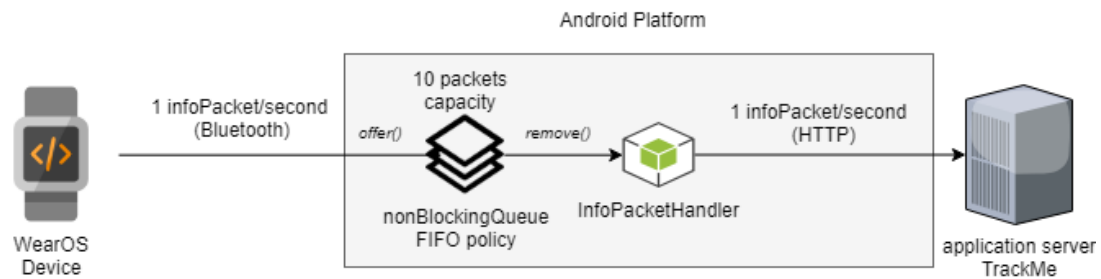 Android Platform
10 packets
capacity
1 infoPacket/second
(Bluetooth)
offer()
remove()
1 infoPacket/second
(HTTP)
</>
nonBlockingQueue
FIFO policy
InfoPacketHandler
WearOS
Device
application server
TrackMe